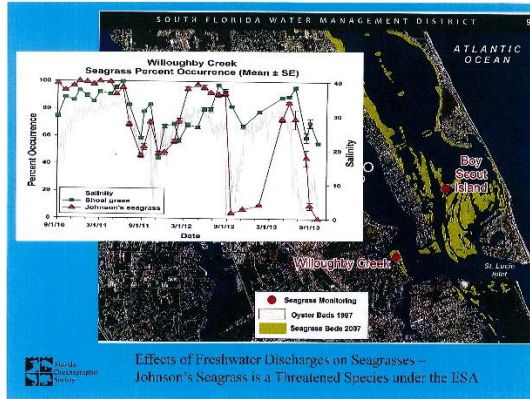 SOUTH FLORIDA WATER MANAGEMENT DISTRICT
Willoughby Creek
Seagrass Percent Occurrence (Mean ± SE)
100
80
60
40
20
0
Percent Occurrence
40
30
20
10
0
Salinity
Salinity
Shoal grass
Johnson's seagrass
9/1/10 3/1/11 9/1/11 3/1/12 9/1/12 3/1/13 9/1/13
Date
ATLANTIC
OCEAN
Boy
Scout
Island
Willoughby Creek
St. Lucie
Inlet
Seagrass Monitoring
Oyster Beds 1997
Seagrass Beds 2007
Florida
Oceanographic
Society
Effects of Freshwater Discharges on Seagrasses –
Johnson's Seagrass is a Threatened Species under the ESA